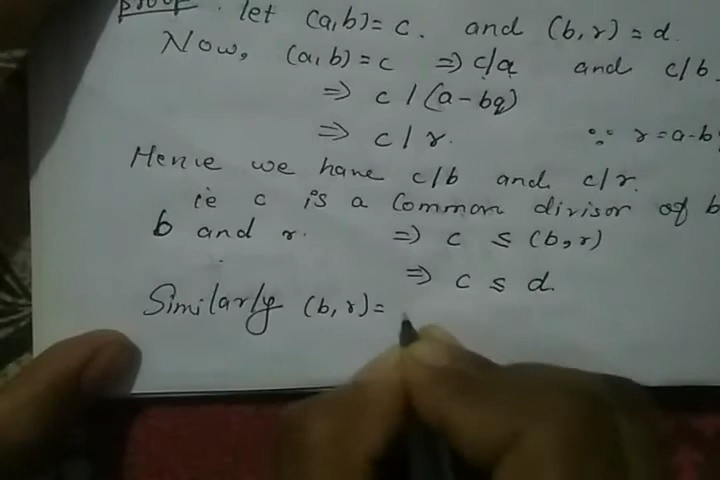 proof. let (a,b)=c. and (b,r)=d.
Now, (a,b)=c ⇒ c/a and c/b.
⇒ c/(a-bq)
⇒ c/r. ∵ r=a-b
Hence we have c/b and c/r.
ie c is a Common divisor of b
b and r. ⇒ c ≤ (b,r)
⇒ c ≤ d.
Similarly (b,r)=